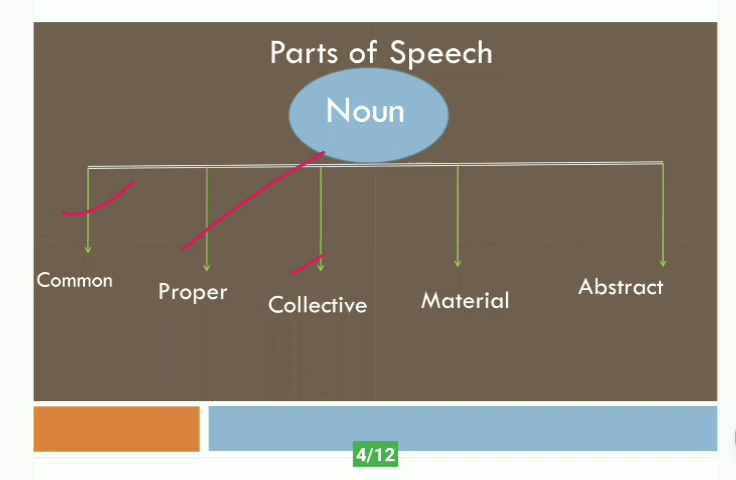 Parts of Speech
Noun
Common
Proper
Collective
Material
Abstract
4/12